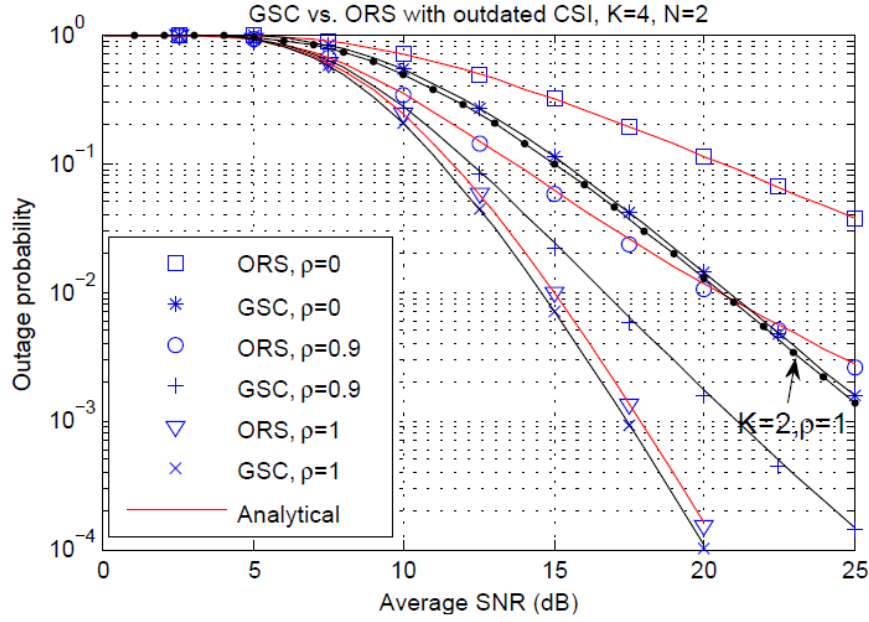 GSC vs. ORS with outdated CSI, K=4, N=2
Outage probability
10^0
10^-1
10^-2
10^-3
10^-4
ORS, ρ=0
GSC, ρ=0
ORS, ρ=0.9
GSC, ρ=0.9
ORS, ρ=1
GSC, ρ=1
Analytical
K=2,ρ=1
0 5 10 15 20 25
Average SNR (dB)